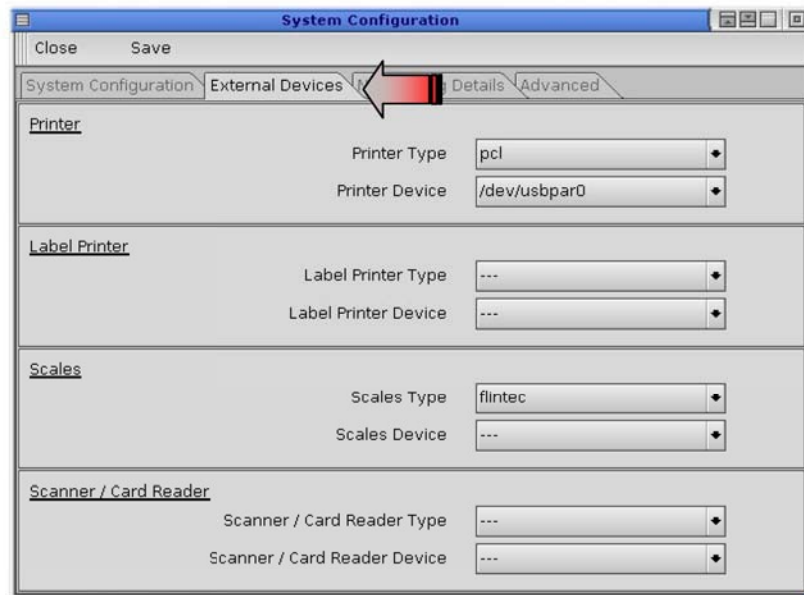 System Configuration
Close Save
System Configuration External Devices Details Advanced
Printer
Printer Type pcl
Printer Device /dev/usbpar0
Label Printer
Label Printer Type ---
Label Printer Device ---
Scales
Scales Type flintec
Scales Device ---
Scanner / Card Reader
Scanner / Card Reader Type ---
Scanner / Card Reader Device ---